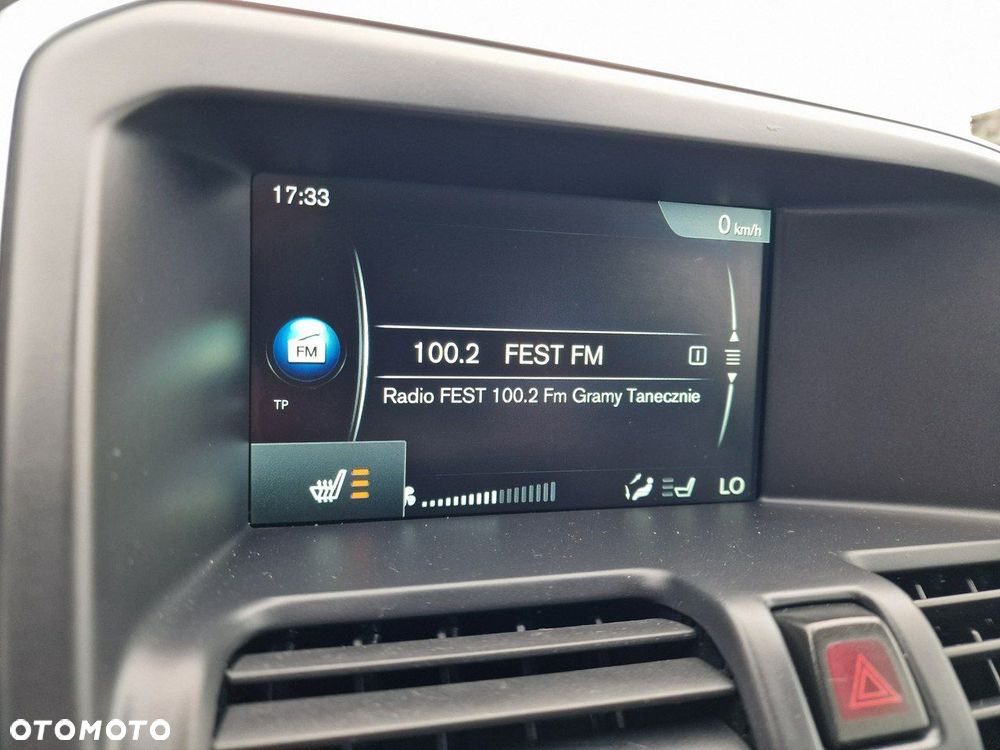 17:33
0 km/h
FM
100.2 FEST FM
TP
Radio FEST 100.2 Fm Gramy Tanecznie
LO
OTOMOTO